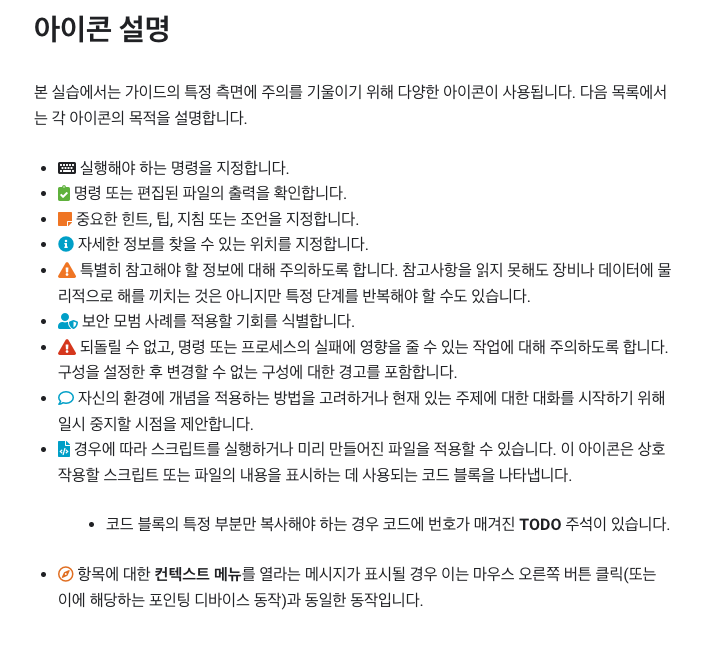 아이콘 설명
본 실습에서는 가이드의 특정 측면에 주의를 기울이기 위해 다양한 아이콘이 사용됩니다. 다음 목록에서
는 각 아이콘의 목적을 설명합니다.
실행해야 하는 명령을 지정합니다.
명령 또는 편집된 파일의 출력을 확인합니다.
중요한 힌트, 팁, 지침 또는 조언을 지정합니다.
자세한 정보를 찾을 수 있는 위치를 지정합니다.
특별히 참고해야 할 정보에 대해 주의하도록 합니다. 참고사항을 읽지 못해도 장비나 데이터에 물
리적으로 해를 끼치는 것은 아니지만 특정 단계를 반복해야 할 수도 있습니다.
보안 모범 사례를 적용할 기회를 식별합니다.
되돌릴 수 없고, 명령 또는 프로세스의 실패에 영향을 줄 수 있는 작업에 대해 주의하도록 합니다.
구성을 설정한 후 변경할 수 없는 구성에 대한 경고를 포함합니다.
자신의 환경에 개념을 적용하는 방법을 고려하거나 현재 있는 주제에 대한 대화를 시작하기 위해
일시 중지할 시점을 제안합니다.
경우에 따라 스크립트를 실행하거나 미리 만들어진 파일을 적용할 수 있습니다. 이 아이콘은 상호
작용할 스크립트 또는 파일의 내용을 표시하는 데 사용되는 코드 블록을 나타냅니다.
코드 블록의 특정 부분만 복사해야 하는 경우 코드에 번호가 매겨진 TODO 주석이 있습니다.
항목에 대한 컨텍스트 메뉴를 열라는 메시지가 표시될 경우 이는 마우스 오른쪽 버튼 클릭(또는
이에 해당하는 포인팅 디바이스 동작)과 동일한 동작입니다.